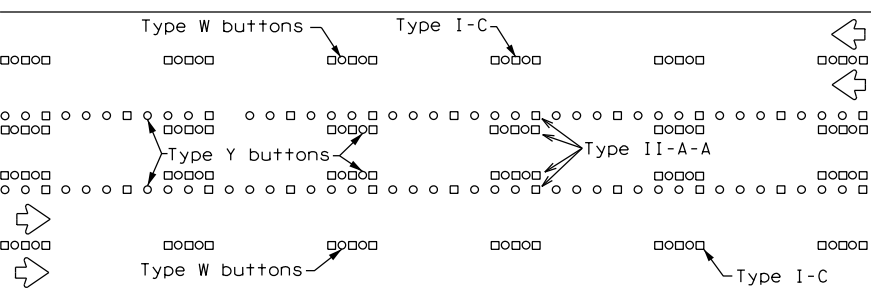 Type W buttons
Type I-C
Type Y buttons
Type II-A-A
Type W buttons
Type I-C